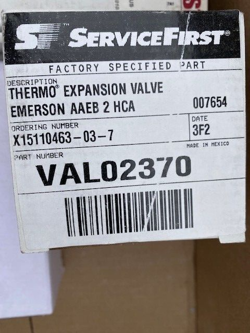 SERVICEFIRST®
FACTORY SPECIFIED PART
DESCRIPTION
THERMO® EXPANSION VALVE
EMERSON AAEB 2 HCA 007654
ORDERING NUMBER DATE
X15110463-03-7 3F2
PART NUMBER MADE IN MEXICO
VAL02370